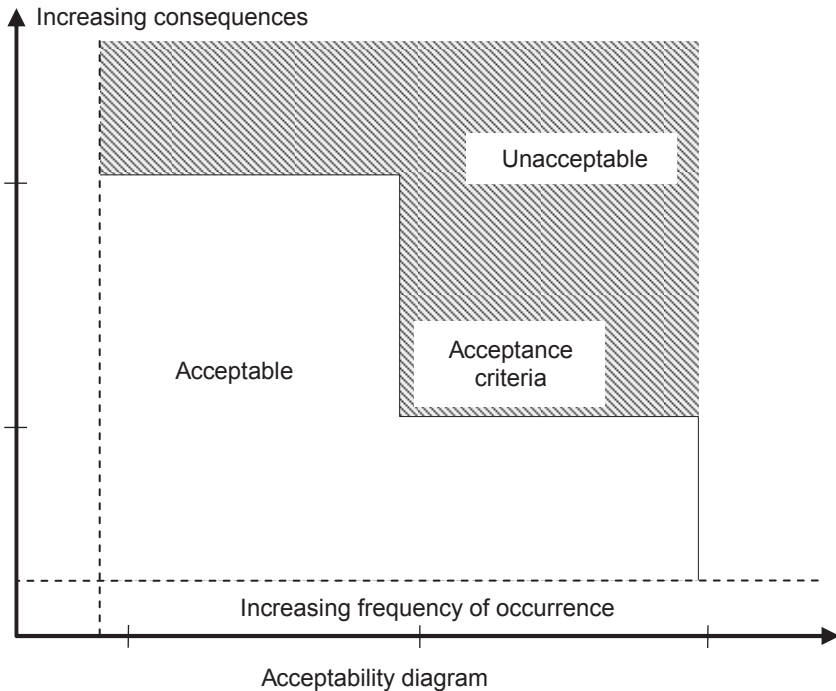 Increasing consequences
Unacceptable
Acceptance
criteria
Acceptable
Increasing frequency of occurrence
Acceptability diagram